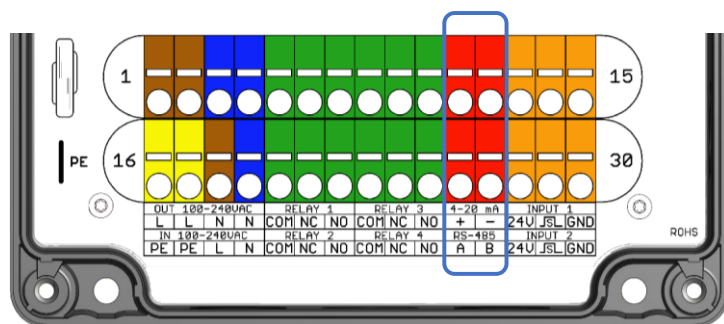 1 15
PE 16 30
OUT 100-240VAC RELAY 1 RELAY 3 4-20 mA INPUT 1
L L N N COM NC NO COM NC NO + - 24V GND
IN 100-240VAC RELAY 2 RELAY 4 RS-485 INPUT 2
PE PE L N COM NC NO COM NC NO A B 24V GND
ROHS